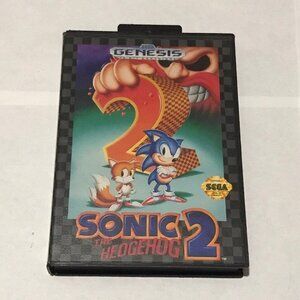 GENESIS
2
SEGA
SONIC
THE
HEDGEHOG
2